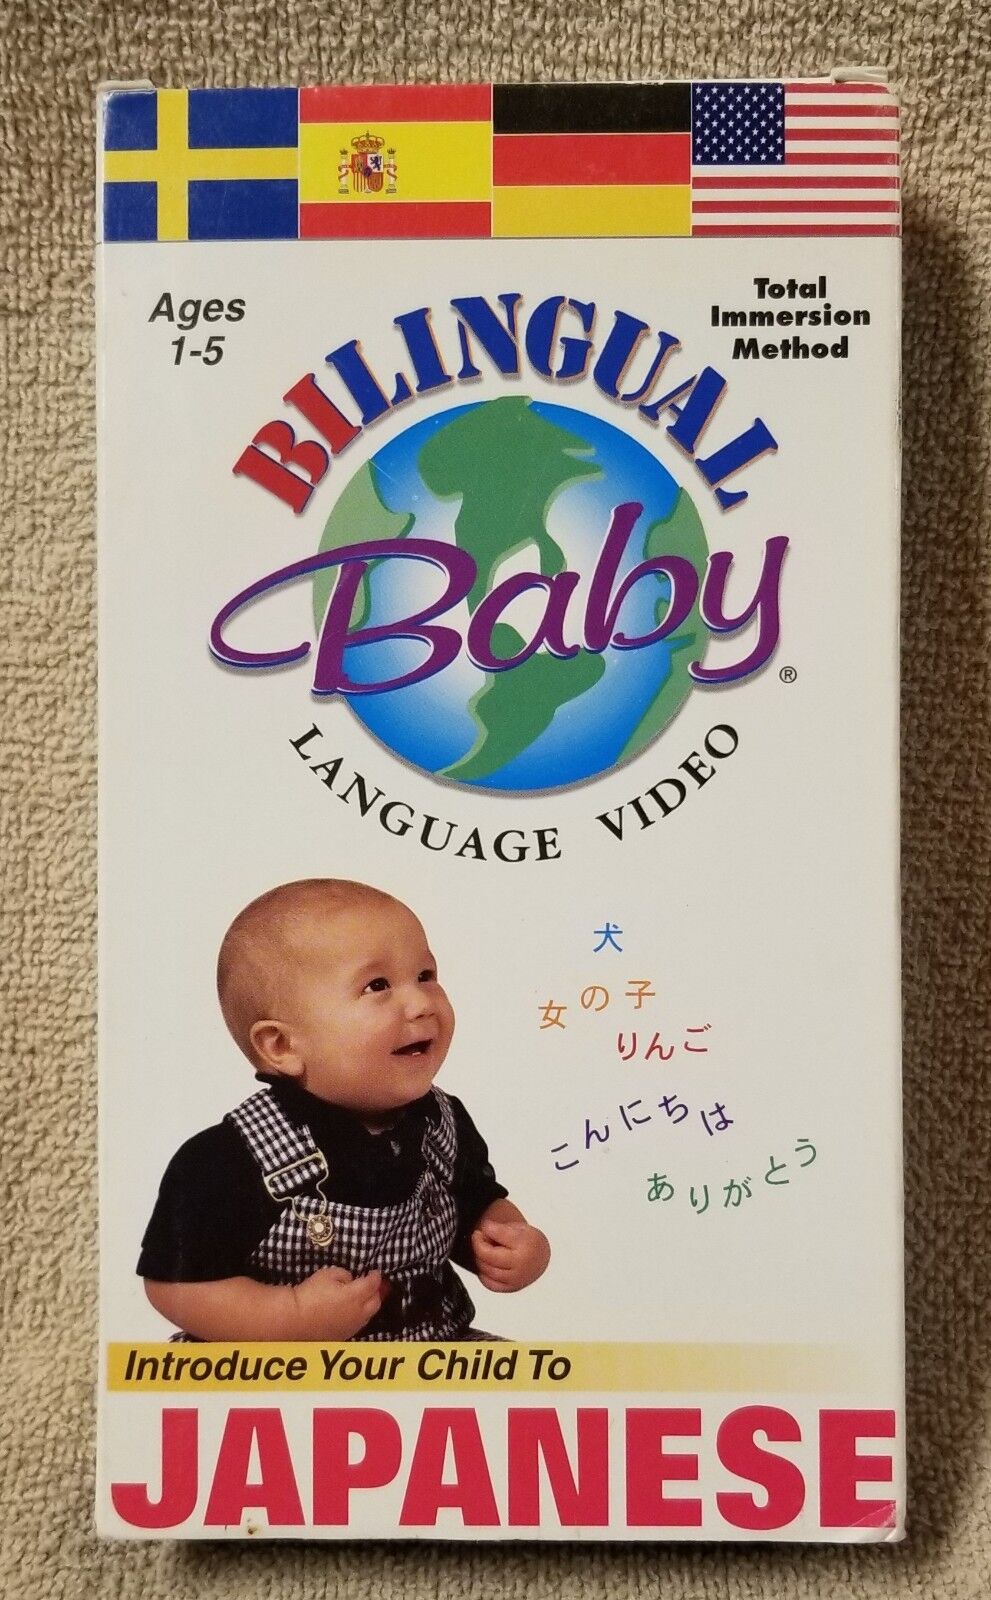 Ages
1-5
Total
Immersion
Method
BILINGUAL
Baby®
LANGUAGE VIDEO
犬
女の子
りんご
こんにちは
ありがとう
Introduce Your Child To
JAPANESE